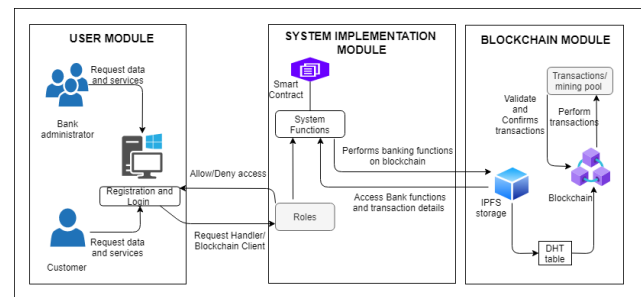 USER MODULE
Request data
and services
Bank
administrator
Registration and
Login
Request data
and services
Customer
Allow/Deny access
Request Handler/
Blockchain Client
SYSTEM IMPLEMENTATION
MODULE
Smart
Contract
System
Functions
Roles
Performs banking functions
on blockchain
Access Bank functions
and transaction details
BLOCKCHAIN MODULE
Transactions/
mining pool
Validate
and
Confirms
transactions
Perform
transactions
IPFS
storage
Blockchain
DHT
table